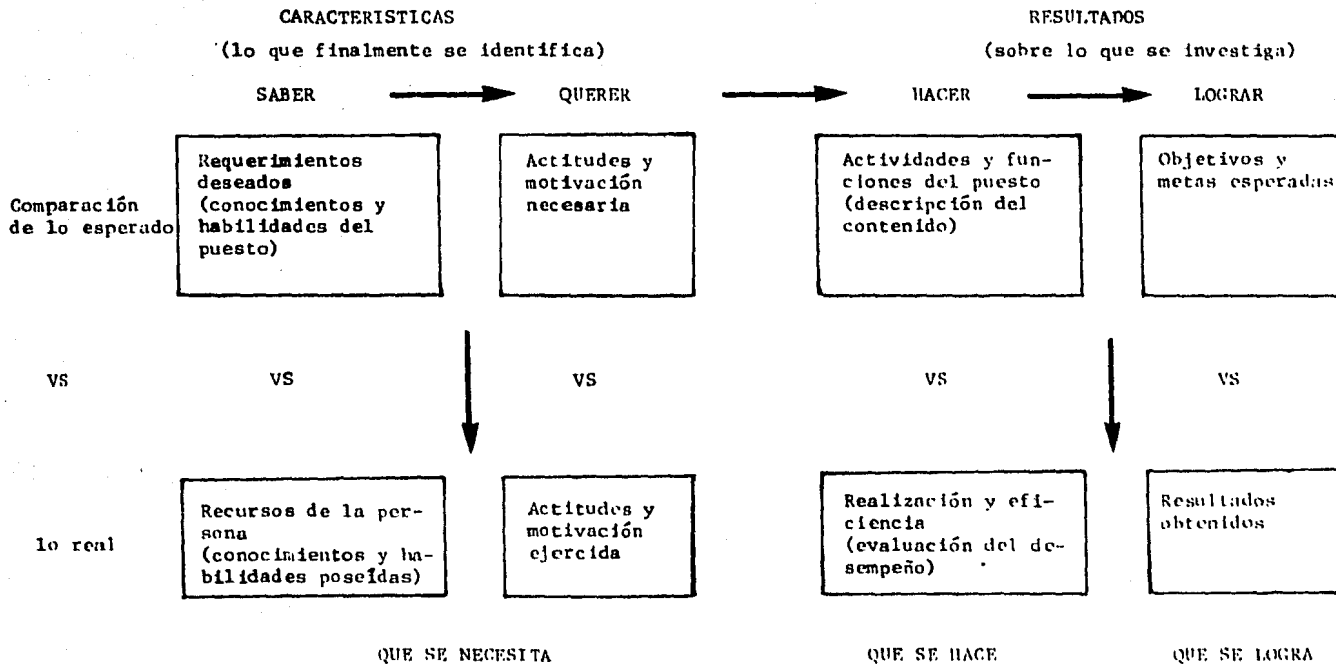 CARACTERISTICAS
(lo que finalmente se identifica)
RESULTADOS
(sobre lo que se investiga)
SABER
QUERER
HACER
LOGRAR
Comparación
de lo esperado
Requerimientos
deseados
(conocimientos y
habilidades del
puesto)
Actitudes y
motivación
necesaria
Actividades y fun-
ciones del puesto
(descripción del
contenido)
Objetivos y
metas esperadas
VS
VS
VS
VS
VS
lo real
Recursos de la per-
sona
(conocimientos y ha-
bilidades poseídas)
Actitudes y
motivación
ejercida
Realización y efi-
ciencia
(evaluación del de-
sempeño)
Resultados
obtenidos
QUE SE NECESITA
QUE SE HACE
QUE SE LOGRA